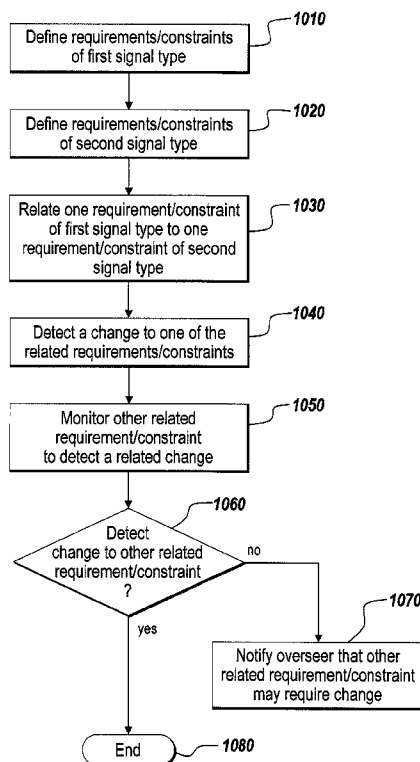 1010
Define requirements/constraints
of first signal type
1020
Define requirements/constraints
of second signal type
1030
Relate one requirement/constraint
of first signal type to one
requirement/constraint of second
signal type
1040
Detect a change to one of the
related requirements/constraints
1050
Monitor other related
requirement/constraint
to detect a related change
1060
Detect
change to other related
requirement/constraint
?
no
yes
1070
Notify overseer that other
related requirement/constraint
may require change
End
1080